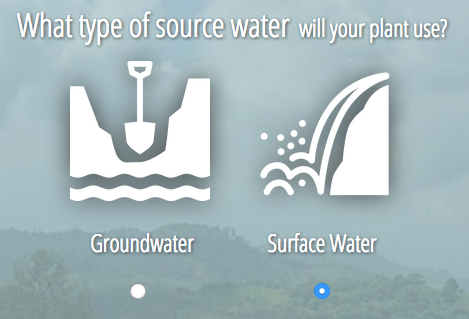 What type of source water will your plant use?
Groundwater
Surface Water